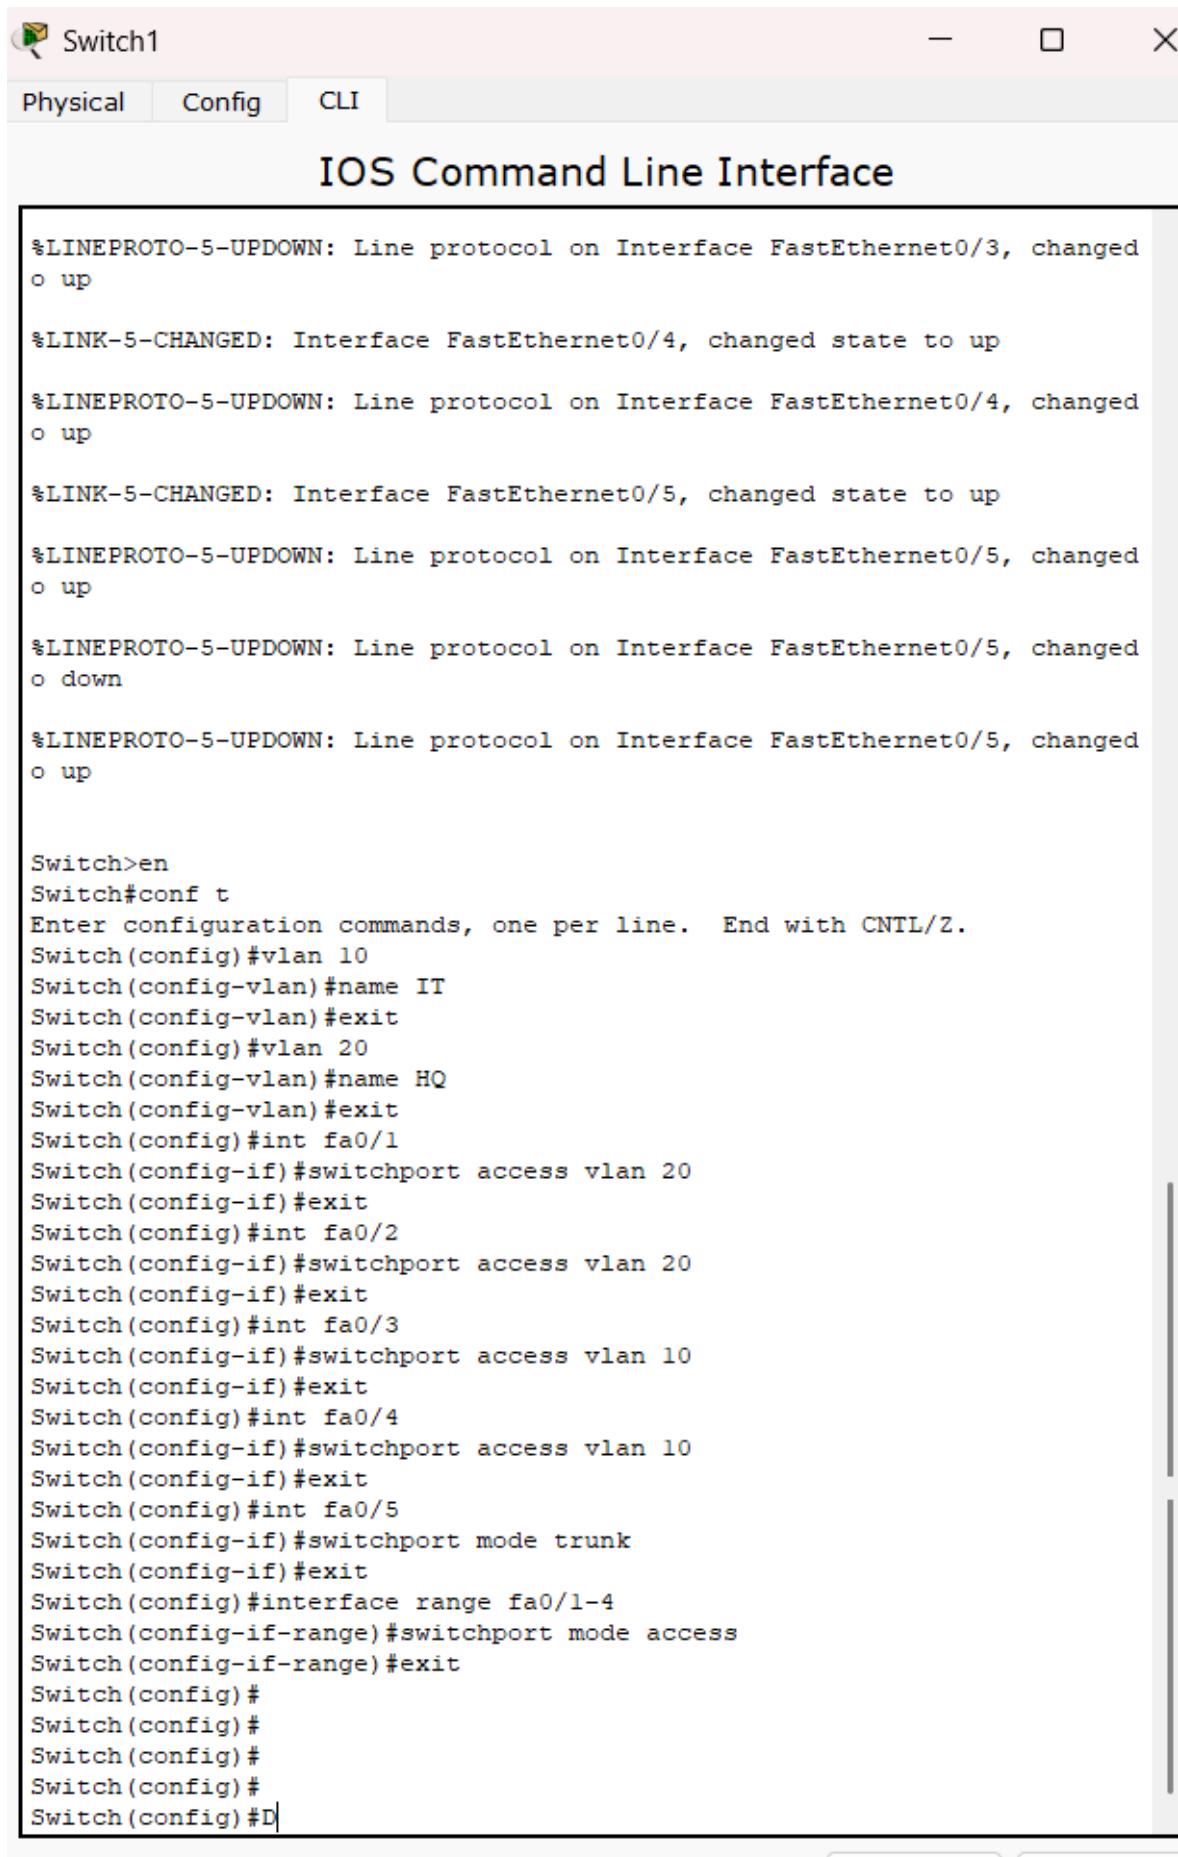 Switch1
Physical Config CLI
IOS Command Line Interface
%LINEPROTO-5-UPDOWN: Line protocol on Interface FastEthernet0/3, changed
o up
%LINK-5-CHANGED: Interface FastEthernet0/4, changed state to up
%LINEPROTO-5-UPDOWN: Line protocol on Interface FastEthernet0/4, changed
o up
%LINK-5-CHANGED: Interface FastEthernet0/5, changed state to up
%LINEPROTO-5-UPDOWN: Line protocol on Interface FastEthernet0/5, changed
o up
%LINEPROTO-5-UPDOWN: Line protocol on Interface FastEthernet0/5, changed
o down
%LINEPROTO-5-UPDOWN: Line protocol on Interface FastEthernet0/5, changed
o up
Switch>en
Switch#conf t
Enter configuration commands, one per line.  End with CNTL/Z.
Switch(config)#vlan 10
Switch(config-vlan)#name IT
Switch(config-vlan)#exit
Switch(config)#vlan 20
Switch(config-vlan)#name HQ
Switch(config-vlan)#exit
Switch(config)#int fa0/1
Switch(config-if)#switchport access vlan 20
Switch(config-if)#exit
Switch(config)#int fa0/2
Switch(config-if)#switchport access vlan 20
Switch(config-if)#exit
Switch(config)#int fa0/3
Switch(config-if)#switchport access vlan 10
Switch(config-if)#exit
Switch(config)#int fa0/4
Switch(config-if)#switchport access vlan 10
Switch(config-if)#exit
Switch(config)#int fa0/5
Switch(config-if)#switchport mode trunk
Switch(config-if)#exit
Switch(config)#interface range fa0/1-4
Switch(config-if-range)#switchport mode access
Switch(config-if-range)#exit
Switch(config)#
Switch(config)#
Switch(config)#
Switch(config)#
Switch(config)#D